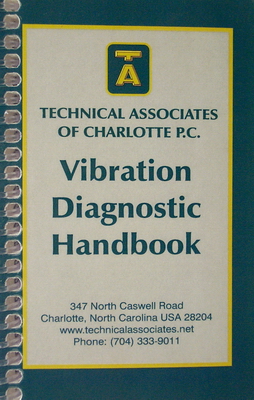 TA
TECHNICAL ASSOCIATES
OF CHARLOTTE P.C.
Vibration
Diagnostic
Handbook
347 North Caswell Road
Charlotte, North Carolina USA 28204
www.technicalassociates.net
Phone: (704) 333-9011